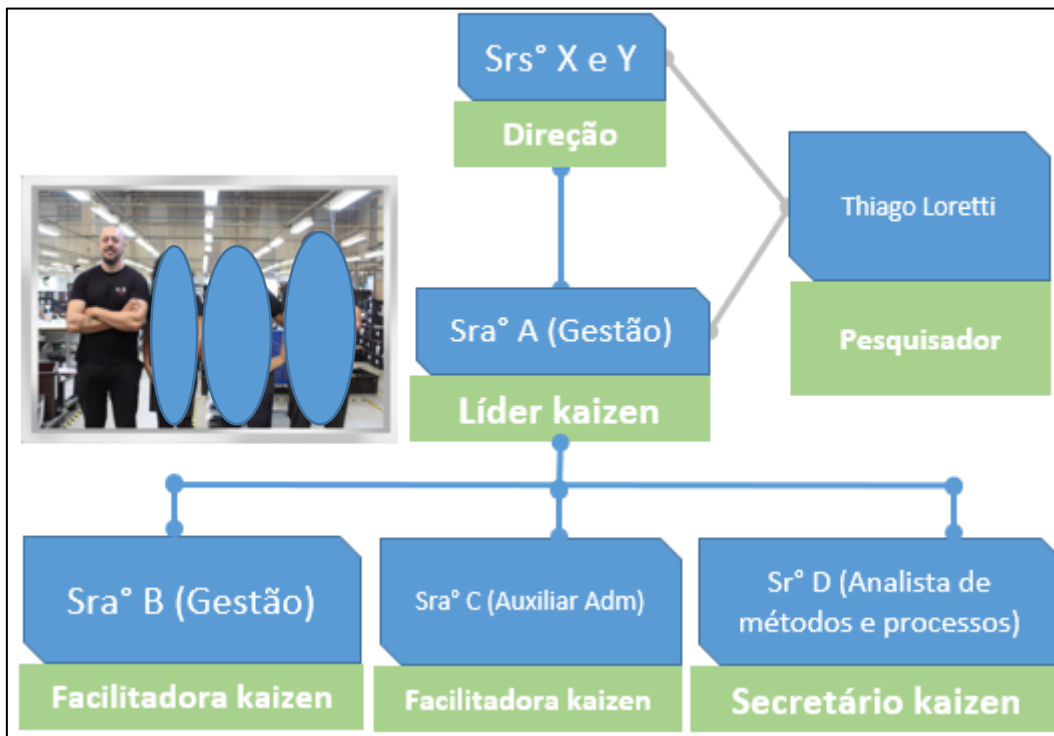 Srs° X e Y
Direção
Thiago Loretti
Pesquisador
Sra° A (Gestão)
Líder kaizen
Sra° B (Gestão)
Facilitadora kaizen
Sra° C (Auxiliar Adm)
Facilitadora kaizen
Sr° D (Analista de
métodos e processos)
Secretário kaizen